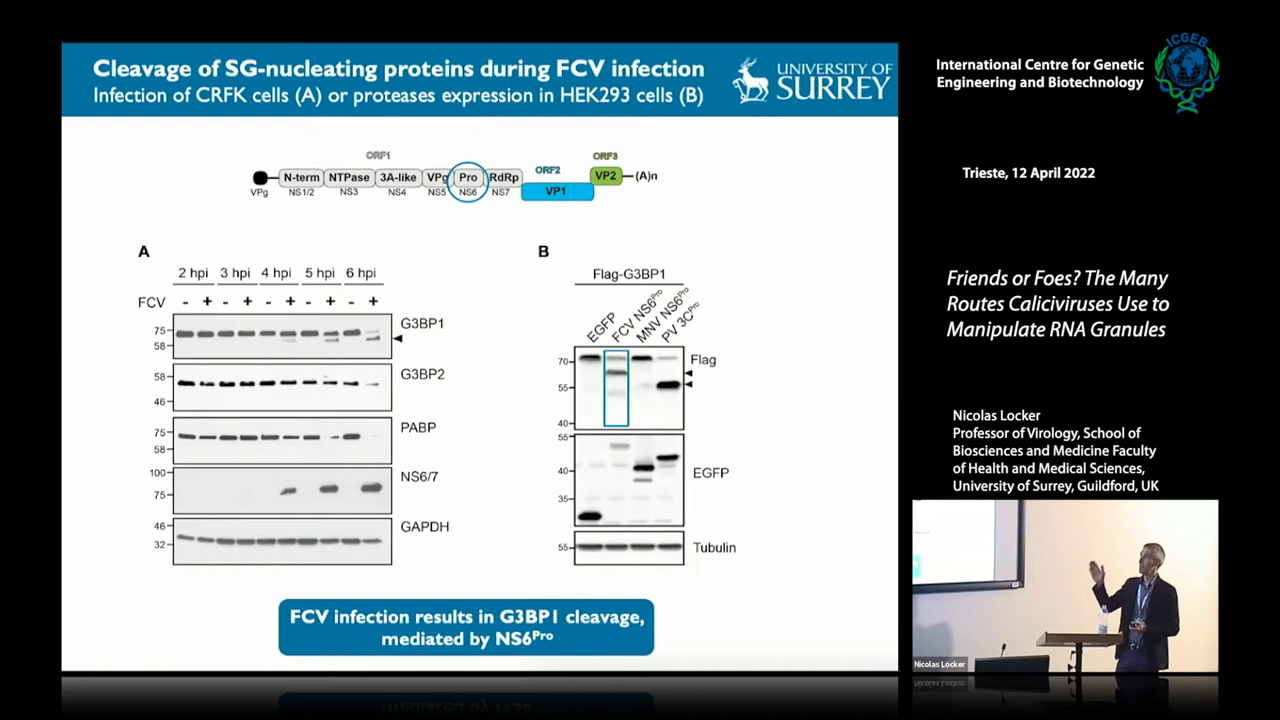 Cleavage of SG-nucleating proteins during FCV infection
Infection of CRFK cells (A) or proteases expression in HEK293 cells (B)
UNIVERSITY OF
SURREY
ICGEB
International Centre for Genetic
Engineering and Biotechnology
Trieste, 12 April 2022
Friends or Foes? The Many
Routes Caliciviruses Use to
Manipulate RNA Granules
Nicolas Locker
Professor of Virology, School of
Biosciences and Medicine Faculty
of Health and Medical Sciences,
University of Surrey, Guildford, UK
Nicolas Locker
ORF1
ORF2
ORF3
N-term NTPase 3A-like VPg Pro RdRp VP1 VP2 (A)n
VPg NS1/2 NS3 NS4 NS5 NS6 NS7
A
2 hpi 3 hpi 4 hpi 5 hpi 6 hpi
FCV - + - + - + - + - +
75
58
G3BP1
58
46
G3BP2
75
58
PABP
100
75
NS6/7
46
32
GAPDH
B
Flag-G3BP1
EGFP
FCV NS6Pro
MNV NS6Pro
PV 3CPro
70
55
40
Flag
55
40
35
EGFP
55
Tubulin
FCV infection results in G3BP1 cleavage,
mediated by NS6Pro